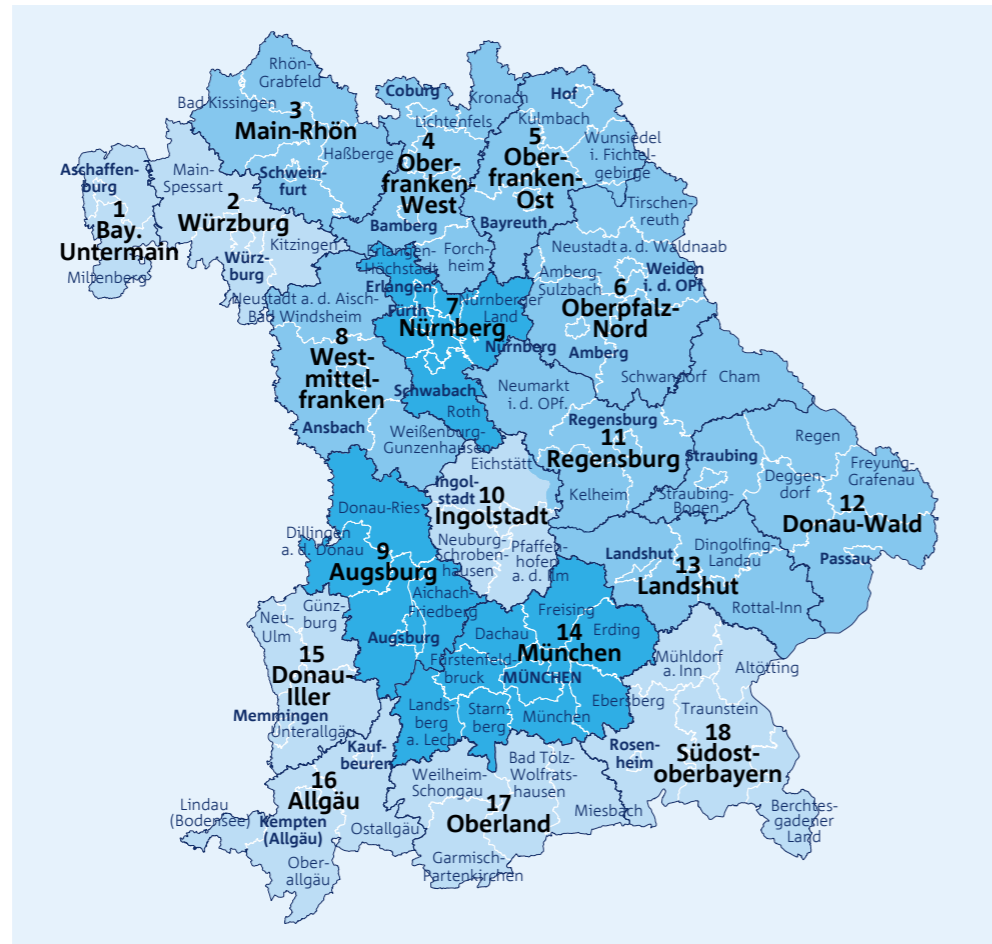 Rhön-
Grabfeld
Bad Kissingen
3
Main-Rhön
Haßberge
Schwein-
furt
Coburg
Kronach
Lichtenfels
4
Ober-
franken-
West
Bamberg
Forch-
heim
Hof
Kulmbach
5
Ober-
franken-
Ost
Wunsiedel
i. Fichtel-
gebirge
Bayreuth
Tirschen-
reuth
Aschaffen-
burg
1
Bay.
Untermain
Miltenberg
Main-
Spessart
2
Würzburg
Kitzingen
Würz-
burg
Erlangen-
Höchstadt
Erlangen
Fürth
7
Nürnberg
Nürnberger
Land
Nürnberg
Schwabach
Roth
Neustadt a. d. Aisch-
Bad Windsheim
8
West-
mittel-
franken
Ansbach
Weißenburg-
Gunzenhausen
Neustadt a. d. Waldnaab
Amberg-
Sulzbach
Weiden
i. d. OPf.
6
Oberpfalz-
Nord
Amberg
Schwandorf
Cham
Neumarkt
i. d. OPf.
Regensburg
11
Regensburg
Kelheim
Straubing
Straubing-
Bogen
Regen
Deggen-
dorf
Freyung-
Grafenau
12
Donau-Wald
Passau
Eichstätt
Ingol-
stadt
10
Ingolstadt
Neuburg-
Schroben-
hausen
Pfaffen-
hofen
a. d. Ilm
Donau-Ries
Dillingen
a. d. Donau
9
Augsburg
Aichach-
Friedberg
Augsburg
Landshut
Dingolfing-
Landau
13
Landshut
Rottal-Inn
Freising
Dachau
14
München
Erding
Fürstenfeld-
bruck
MÜNCHEN
Ebersberg
Lands-
berg
a. Lech
Starn-
berg
München
Günz-
burg
Neu-
Ulm
15
Donau-
Iller
Memmingen
Unterallgäu
Kauf-
beuren
16
Allgäu
Lindau
(Bodensee)
Kempten
(Allgäu)
Ostallgäu
Ober-
allgäu
Weilheim-
Schongau
Bad Tölz-
Wolfrats-
hausen
17
Oberland
Miesbach
Garmisch-
Partenkirchen
Mühldorf
a. Inn
Altötting
Traunstein
Rosen-
heim
18
Südost-
oberbayern
Berchtes-
gadener
Land